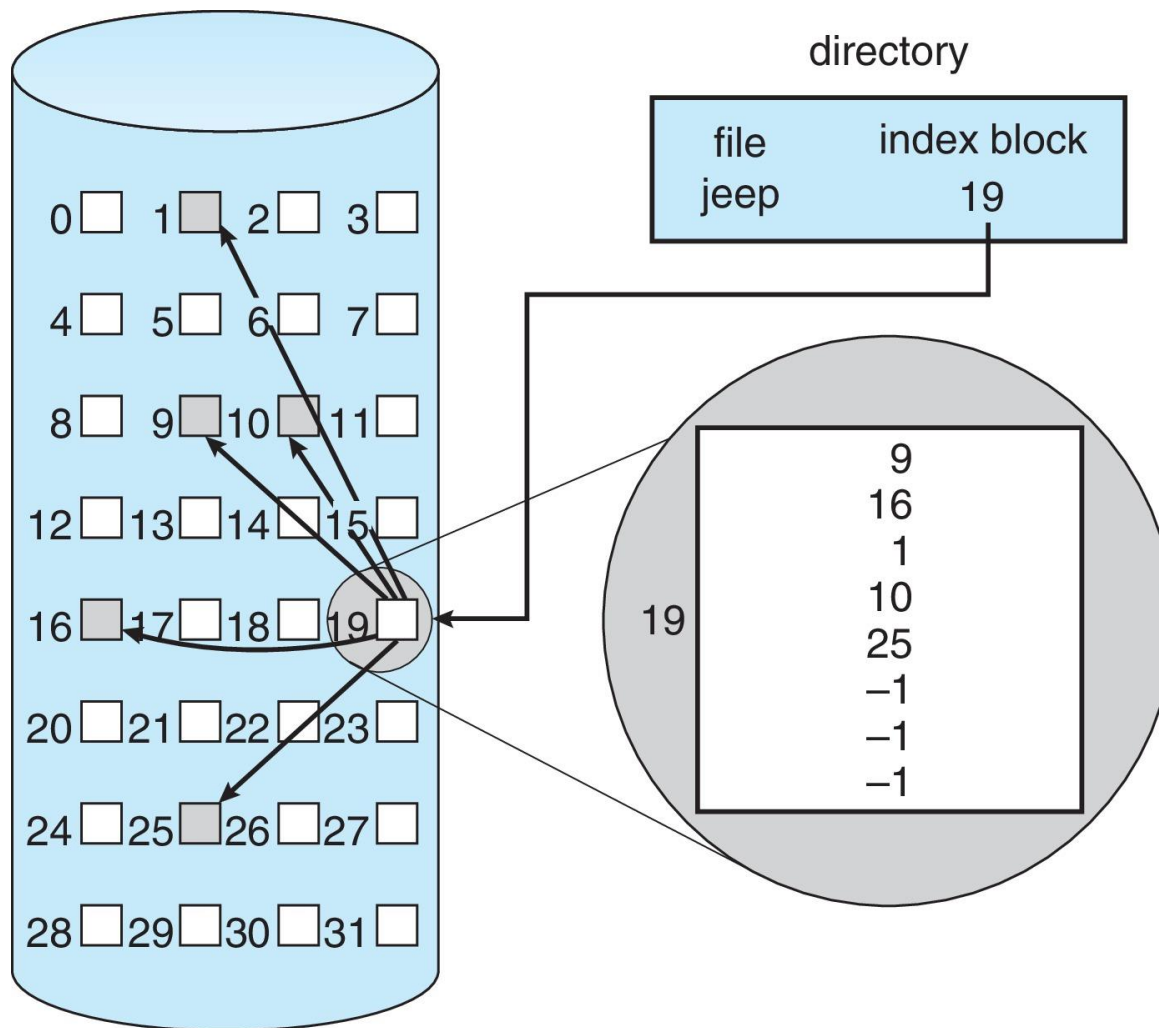 directory
file index block
jeep 19
0 1 2 3
4 5 6 7
8 9 10 11
12 13 14 15
16 17 18 19
20 21 22 23
24 25 26 27
28 29 30 31
19
9
16
1
10
25
–1
–1
–1